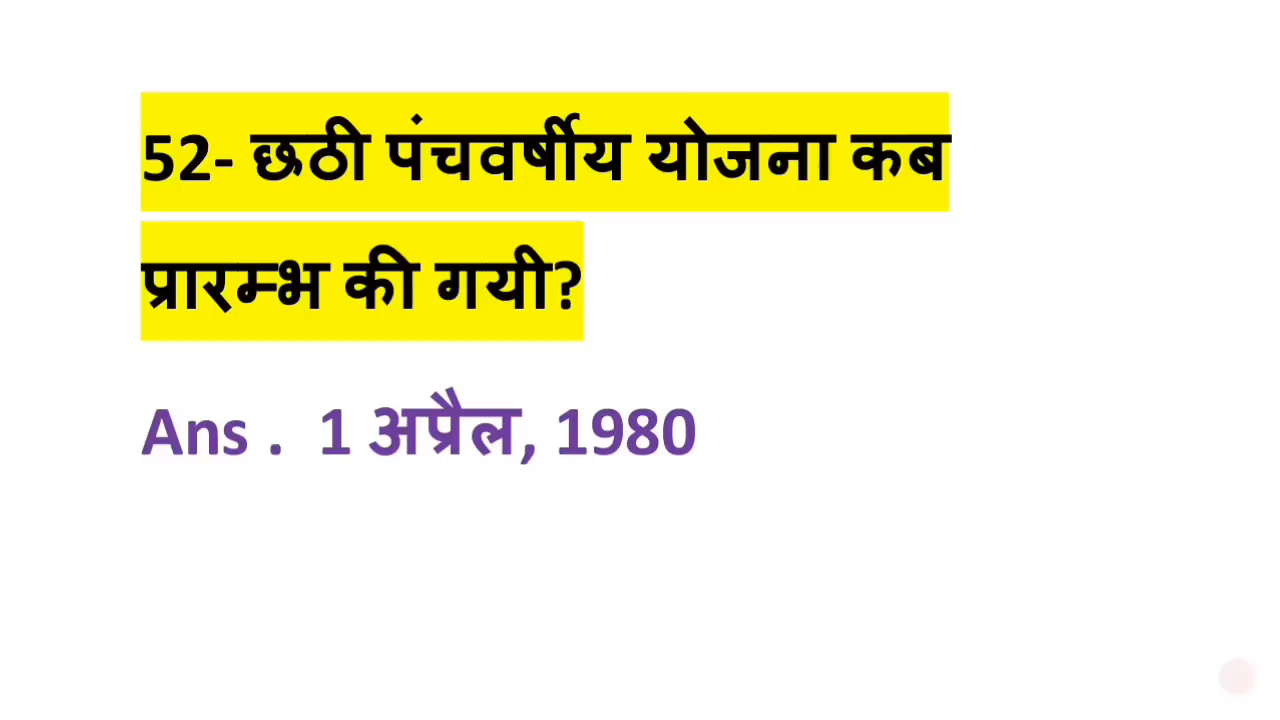 52- छठी पंचवर्षीय योजना कब
प्रारम्भ की गयी?
Ans . 1 अप्रैल, 1980